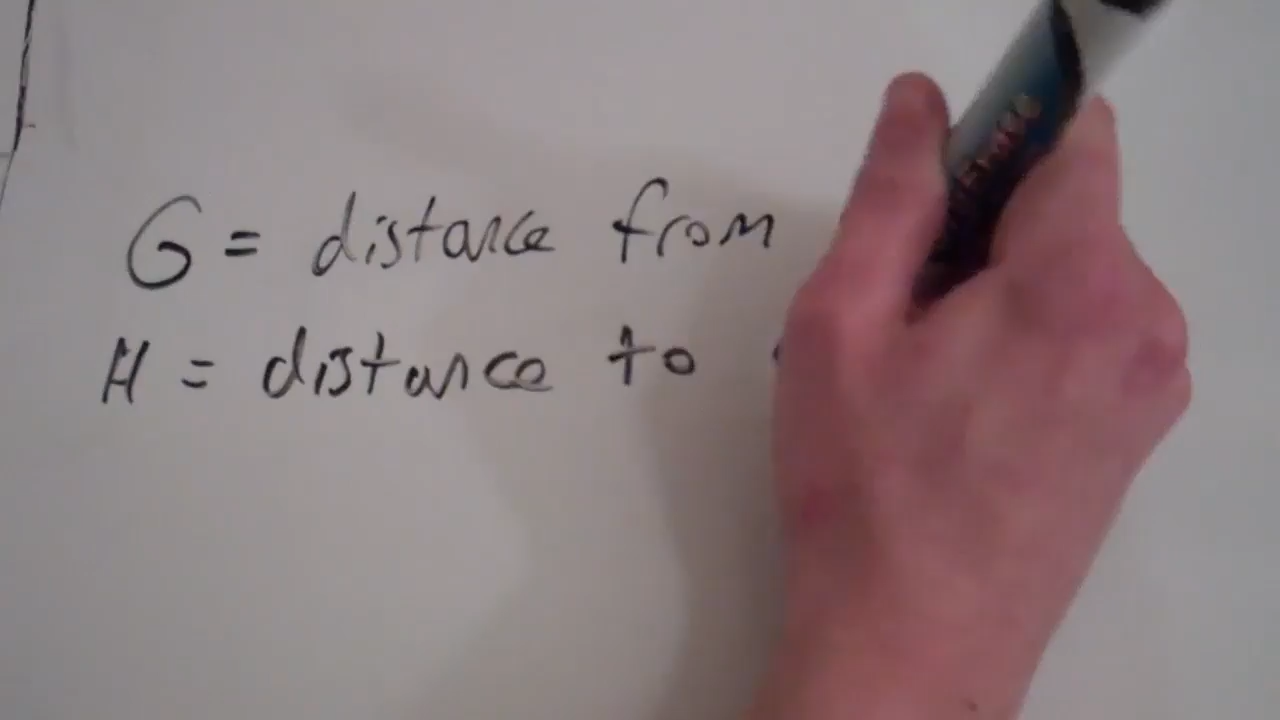 G = distance from
H = distance to